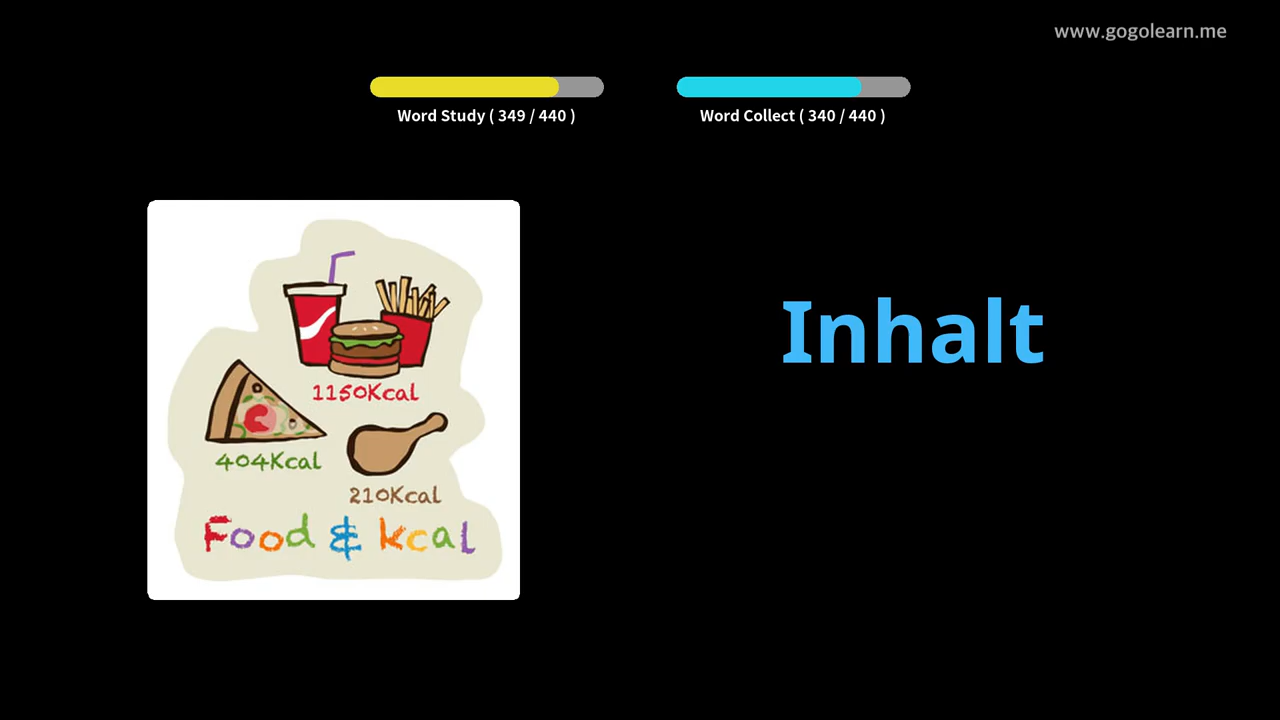 www.gogolearn.me
Word Study ( 349 / 440 )
Word Collect ( 340 / 440 )
Inhalt
1150Kcal
404Kcal
210Kcal
Food & kcal